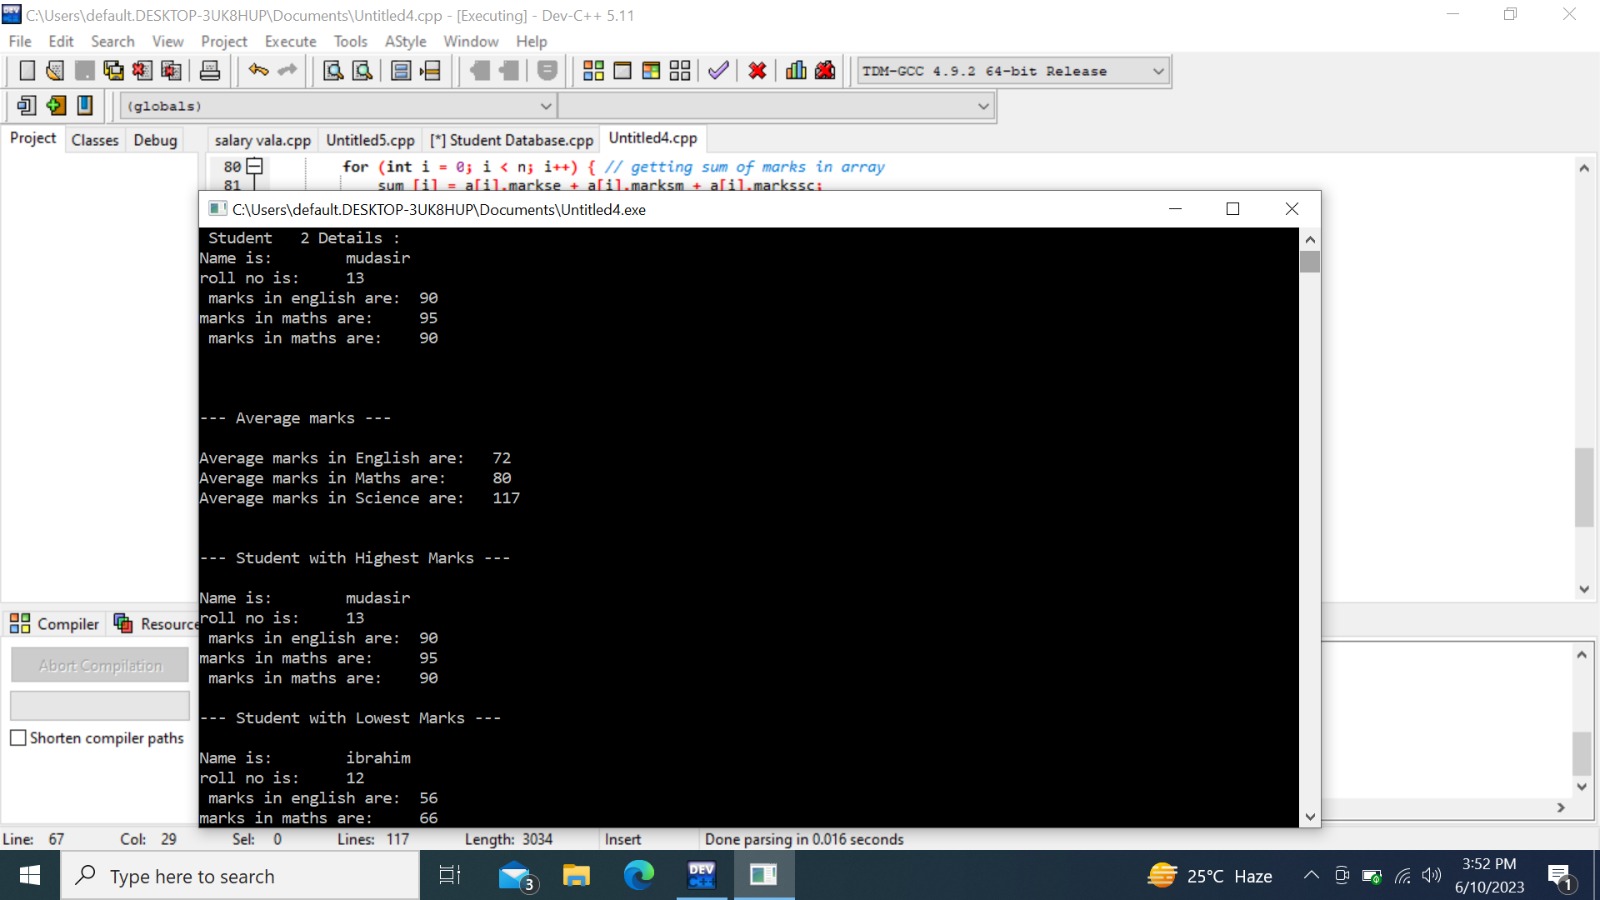 C:\Users\default.DESKTOP-3UK8HUP\Documents\Untitled4.cpp - [Executing] - Dev-C++ 5.11
File Edit Search View Project Execute Tools AStyle Window Help
TDM-GCC 4.9.2 64-bit Release
(globals)
Project Classes Debug salary vala.cpp Untitled5.cpp [*] Student Database.cpp Untitled4.cpp
80 for (int i = 0; i < n; i++) { // getting sum of marks in array
81 sum [i] = a[i].markse + a[i].marksm + a[i].markssc;
C:\Users\default.DESKTOP-3UK8HUP\Documents\Untitled4.exe
Student 2 Details :
Name is: mudasir
roll no is: 13
marks in english are: 90
marks in maths are: 95
marks in maths are: 90
--- Average marks ---
Average marks in English are: 72
Average marks in Maths are: 80
Average marks in Science are: 117
--- Student with Highest Marks ---
Name is: mudasir
roll no is: 13
marks in english are: 90
marks in maths are: 95
marks in maths are: 90
--- Student with Lowest Marks ---
Name is: ibrahim
roll no is: 12
marks in english are: 56
marks in maths are: 66
Compiler Resource
Abort Compilation
Shorten compiler paths
Line: 67 Col: 29 Sel: 0 Lines: 117 Length: 3034 Insert Done parsing in 0.016 seconds
Type here to search
3
DEV
25°C Haze
3:52 PM
6/10/2023
1